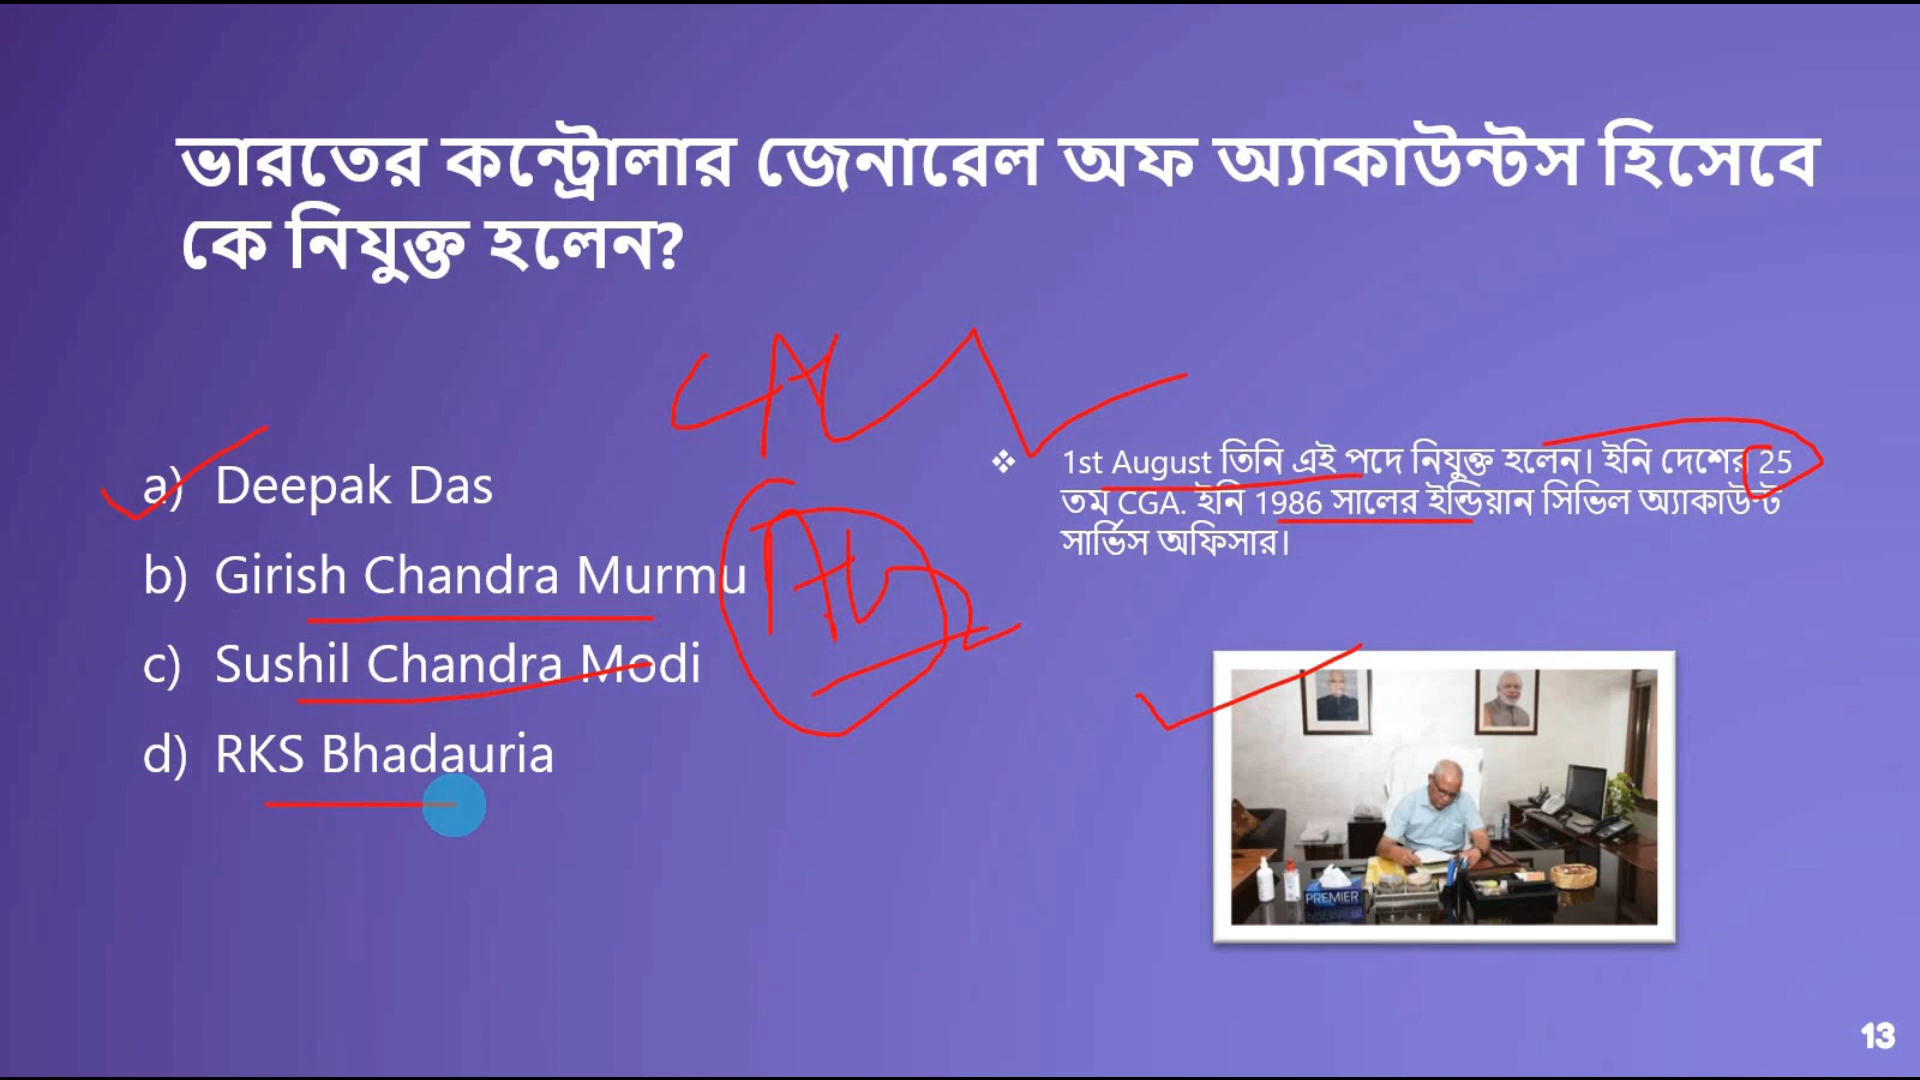 ভারতের কন্ট্রোলার জেনারেল অফ অ্যাকাউন্টস হিসেবে
কে নিযুক্ত হলেন?
a) Deepak Das
b) Girish Chandra Murmu
c) Sushil Chandra Modi
d) RKS Bhadauria
❖ 1st August তিনি এই পদে নিযুক্ত হলেন। ইনি দেশের 25
তম CGA. ইনি 1986 সালের ইন্ডিয়ান সিভিল অ্যাকাউন্ট
সার্ভিস অফিসার।
PREMIER
13